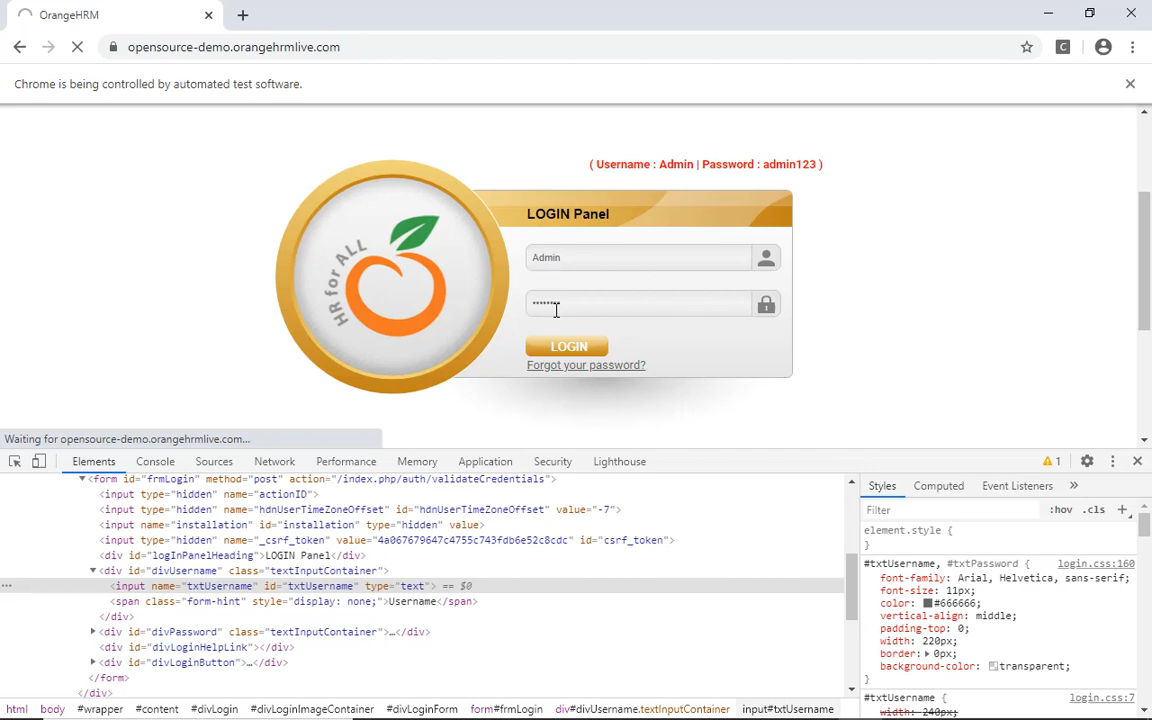 OrangeHRM
opensource-demo.orangehrmlive.com
C
Chrome is being controlled by automated test software.
( Username : Admin | Password : admin123 )
LOGIN Panel
HR for ALL
Admin
••••••••
LOGIN
Forgot your password?
Waiting for opensource-demo.orangehrmlive.com...
Elements Console Sources Network Performance Memory Application Security Lighthouse 1
<form id="frmLogin" method="post" action="/index.php/auth/validateCredentials">
<input type="hidden" name="actionID">
<input type="hidden" name="hdnUserTimeZoneOffset" id="hdnUserTimeZoneOffset" value="-7">
<input name="installation" id="installation" type="hidden" value>
<input type="hidden" name="_csrf_token" value="4a067679647c4755c743fdb6e52c8cdc" id="csrf_token">
<div id="logInPanelHeading">LOGIN Panel</div>
<div id="divUsername" class="textInputContainer">
<input name="txtUsername" id="txtUsername" type="text"> == $0
<span class="form-hint" style="display: none;">Username</span>
</div>
<div id="divPassword" class="textInputContainer">…</div>
<div id="divLoginHelpLink"></div>
<div id="divLoginButton">…</div>
</form>
</div>
html body #wrapper #content #divLogin #divLoginImageContainer #divLoginForm form#frmLogin div#divUsername.textInputContainer input#txtUsername
Styles Computed Event Listeners »
Filter :hov .cls +
element.style {
}
#txtUsername, #txtPassword { login.css:160
font-family: Arial, Helvetica, sans-serif;
font-size: 11px;
color: #666666;
vertical-align: middle;
padding-top: 0;
width: 220px;
border: 0px;
background-color: transparent;
}
#txtUsername { login.css:7
width: 240px;